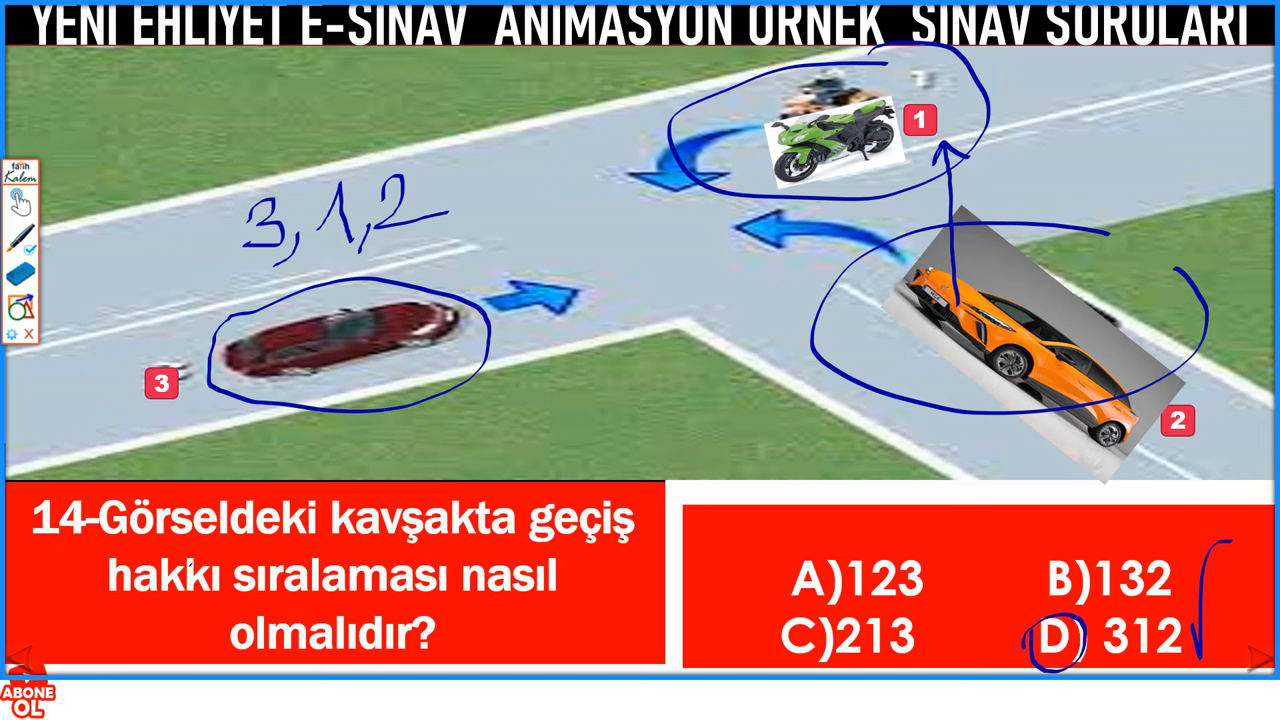 YENİ EHLİYET E-SINAV ANİMASYON ÖRNEK SINAV SORULARI
1
fatih
Kalem
3,1,2
3
2
14-Görseldeki kavşakta geçiş
hakkı sıralaması nasıl
olmalıdır?
A)123 B)132
C)213 D) 312
ABONE
OL